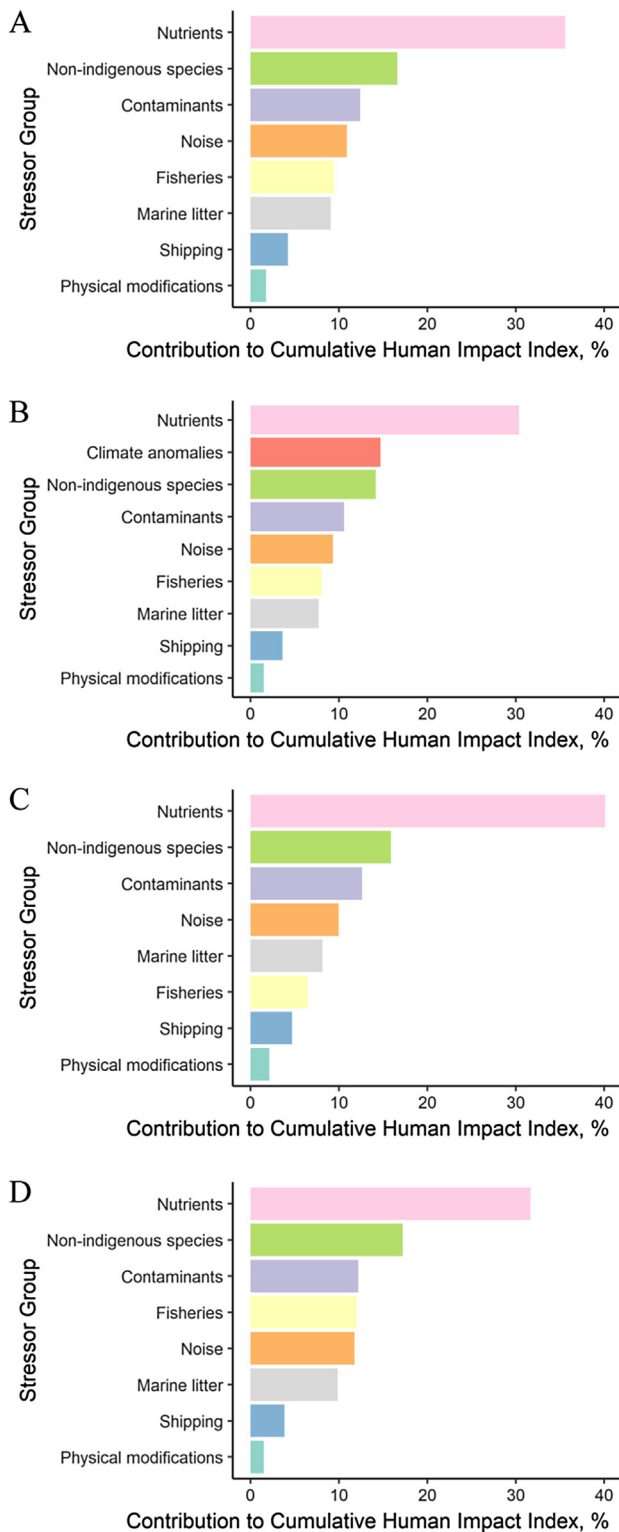 A
Stressor Group
Nutrients
Non-indigenous species
Contaminants
Noise
Fisheries
Marine litter
Shipping
Physical modifications
0 10 20 30 40
Contribution to Cumulative Human Impact Index, %
B
Stressor Group
Nutrients
Climate anomalies
Non-indigenous species
Contaminants
Noise
Fisheries
Marine litter
Shipping
Physical modifications
0 10 20 30 40
Contribution to Cumulative Human Impact Index, %
C
Stressor Group
Nutrients
Non-indigenous species
Contaminants
Noise
Marine litter
Fisheries
Shipping
Physical modifications
0 10 20 30 40
Contribution to Cumulative Human Impact Index, %
D
Stressor Group
Nutrients
Non-indigenous species
Contaminants
Fisheries
Noise
Marine litter
Shipping
Physical modifications
0 10 20 30 40
Contribution to Cumulative Human Impact Index, %